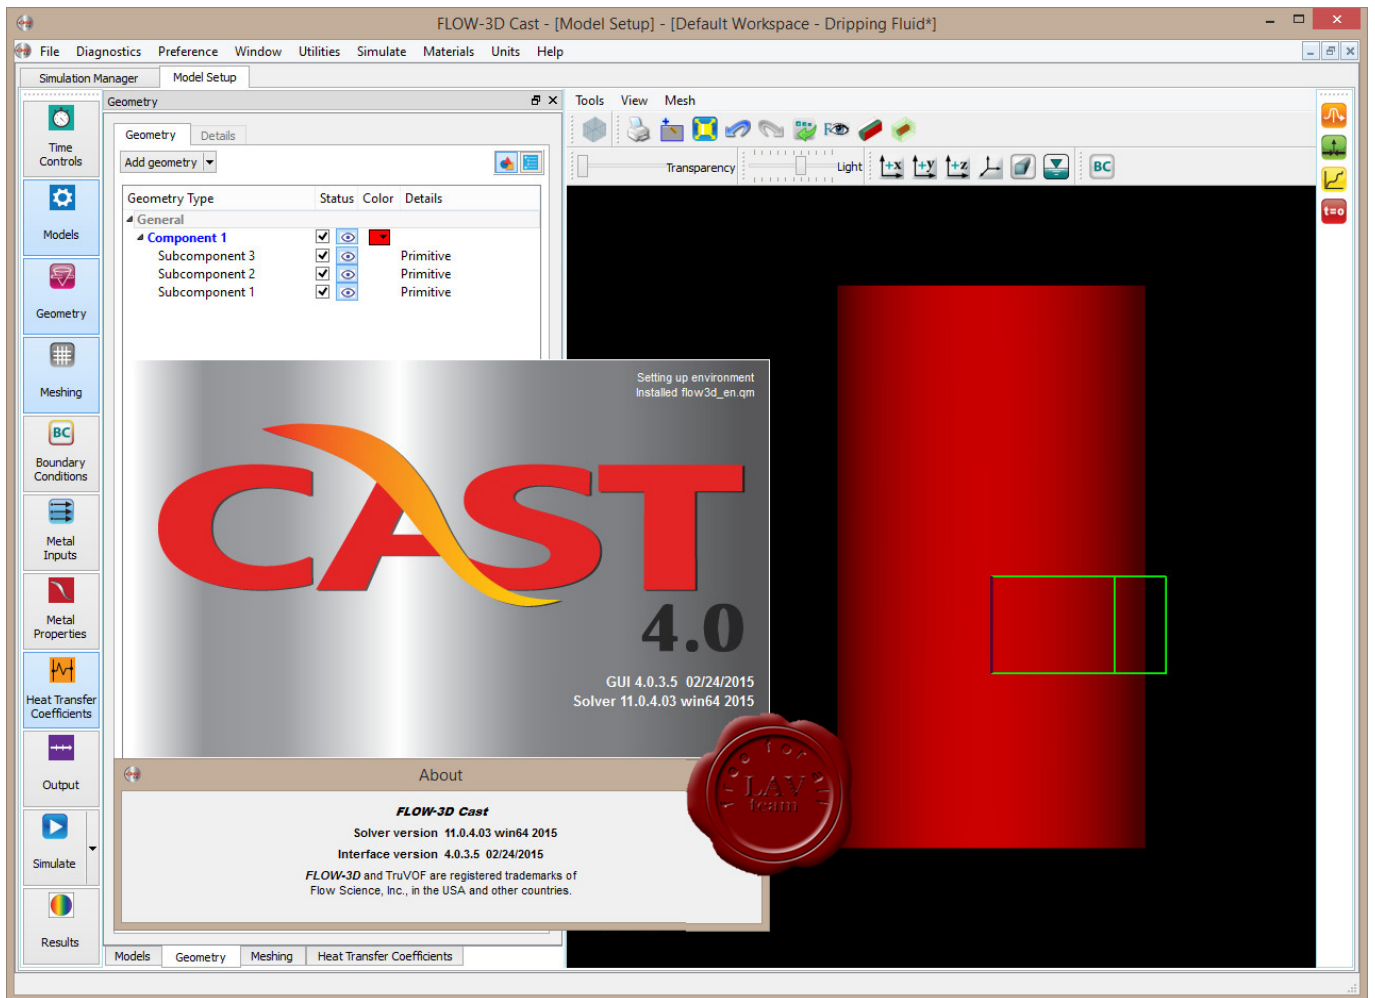 FLOW-3D Cast - [Model Setup] - [Default Workspace - Dripping Fluid*]
File Diagnostics Preference Window Utilities Simulate Materials Units Help
Simulation Manager Model Setup
Geometry
Tools View Mesh
Time Controls
Models
Geometry
Meshing
BC
Boundary Conditions
Metal Inputs
Metal Properties
Heat Transfer Coefficients
Output
Simulate
Results
Geometry Details
Add geometry
Geometry Type Status Color Details
General
Component 1
Subcomponent 3 Primitive
Subcomponent 2 Primitive
Subcomponent 1 Primitive
Transparency Light +x +y +z BC
t=0
Setting up environment
Installed flow3d_en.qm
CAST
4.0
GUI 4.0.3.5 02/24/2015
Solver 11.0.4.03 win64 2015
About
FLOW-3D Cast
Solver version 11.0.4.03 win64 2015
Interface version 4.0.3.5 02/24/2015
FLOW-3D and TruVOF are registered trademarks of
Flow Science, Inc., in the USA and other countries.
free for all
LAV
team
Models Geometry Meshing Heat Transfer Coefficients